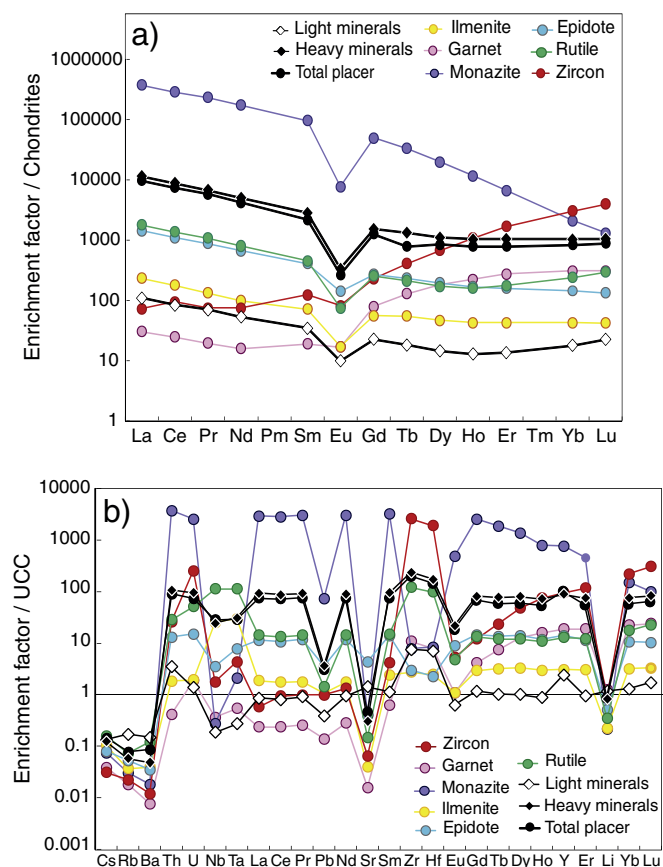 a)
Light minerals Ilmenite Epidote
Heavy minerals Garnet Rutile
Total placer Monazite Zircon
Enrichment factor / Chondrites
1000000
100000
10000
1000
100
10
1
La Ce Pr Nd Pm Sm Eu Gd Tb Dy Ho Er Tm Yb Lu
b)
Enrichment factor / UCC
10000
1000
100
10
1
0.1
0.01
0.001
Zircon
Garnet Rutile
Monazite Light minerals
Ilmenite Heavy minerals
Epidote Total placer
Cs Rb Ba Th U Nb Ta La Ce Pr Pb Nd Sr Sm Zr Hf Eu Gd Tb Dy Ho Y Er Li Yb Lu